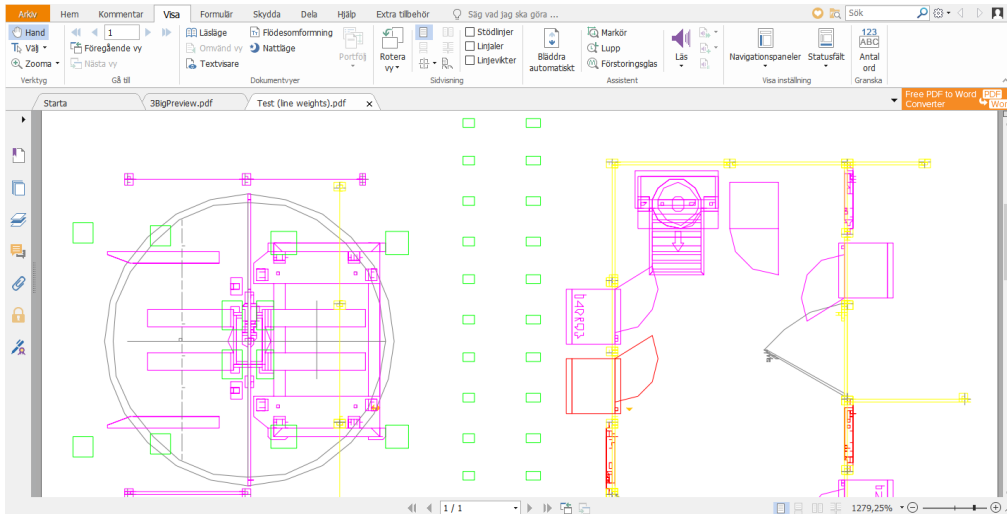 Arkiv Hem Kommentar Visa Formulär Skydda Dela Hjälp Extra tillbehör Säg vad jag ska göra ... Sök
Hand 1 Läsläge Flödesomformning Stödlinjer Markör 123
Välj Föregående vy Omvänd vy Nattläge Portfölj Rotera Linjaler Bläddra Lupp Läs Navigationspaneler Statusfält ABC Antal
Zooma Nästa vy Textvisare vy Linjevikter automatiskt Förstoringsglas ord
Verktyg Gå till Dokumentvyer Sidvisning Assistent Visa inställning Granska
Starta 3BigPreview.pdf Test (line weights).pdf x Free PDF to Word PDF
Converter
1 / 1 1279,25%